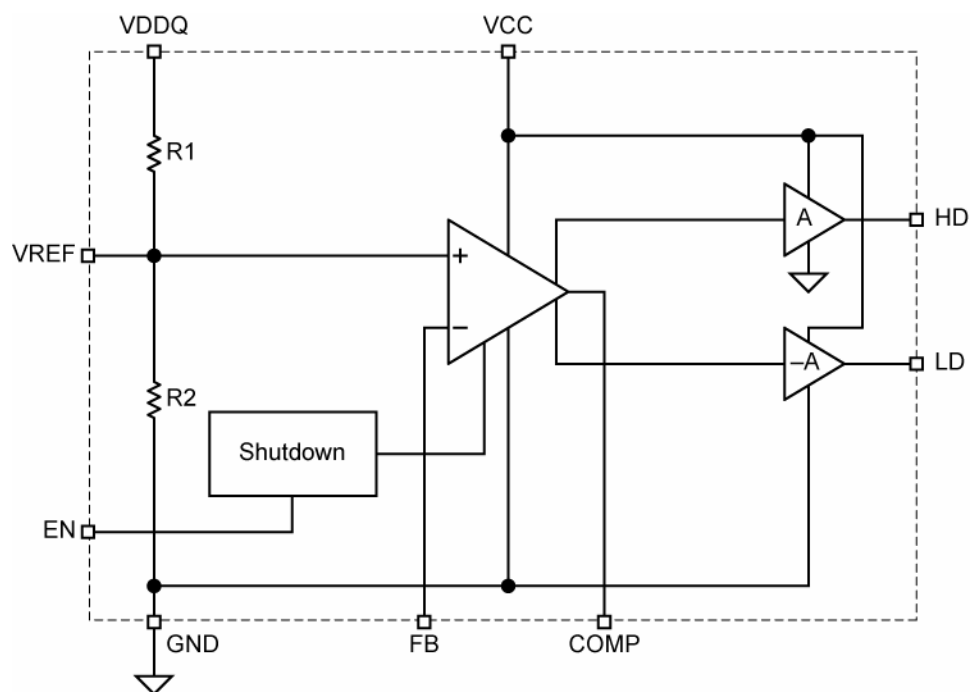 VDDQ
VCC
R1
A
HD
VREF
+
−
–A
LD
R2
Shutdown
EN
GND
FB
COMP